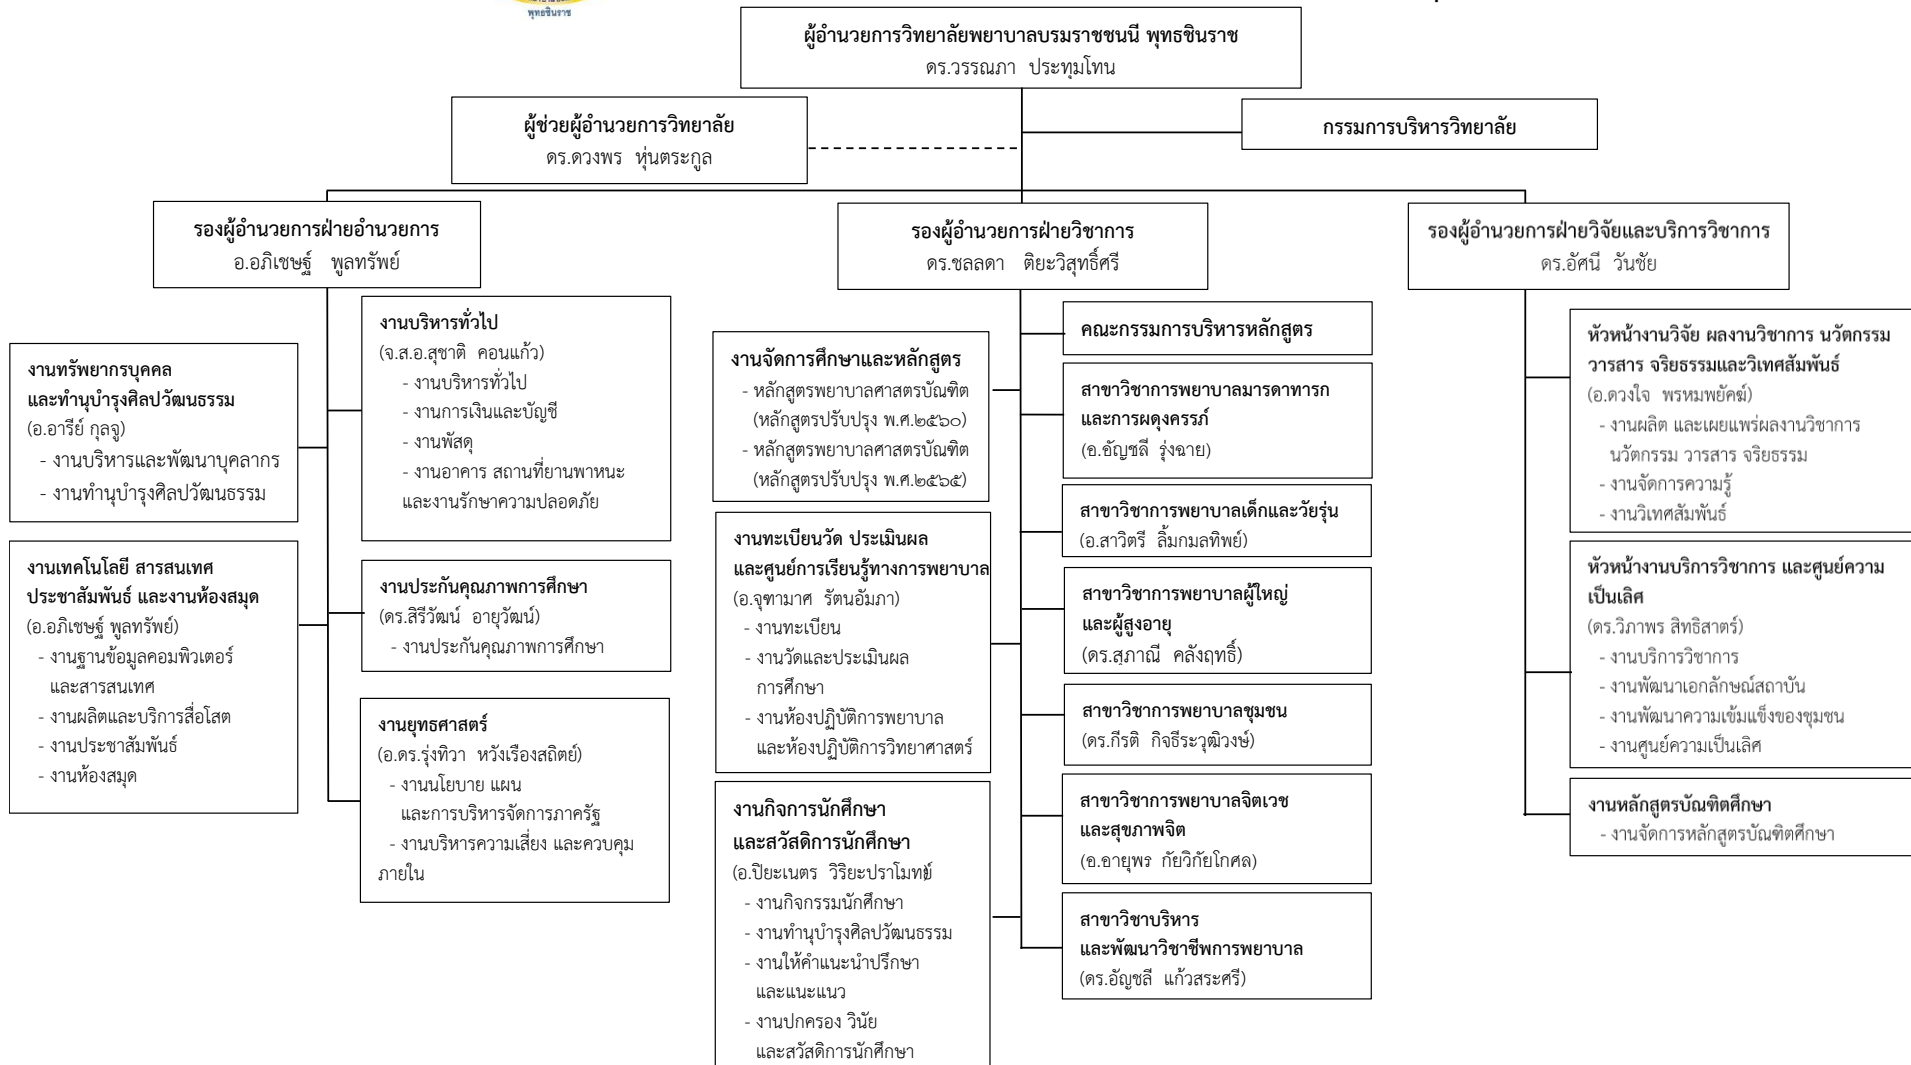 พุทธชินราช
ผู้อำนวยการวิทยาลัยพยาบาลบรมราชชนนี พุทธชินราช
ดร.วรรณภา ประทุมโทน
ผู้ช่วยผู้อำนวยการวิทยาลัย
ดร.ดวงพร หุ่นตระกูล
กรรมการบริหารวิทยาลัย
รองผู้อำนวยการฝ่ายอำนวยการ
อ.อภิเชษฐ์ พูลทรัพย์
รองผู้อำนวยการฝ่ายวิชาการ
ดร.ชลลดา ติยะวิสุทธิ์ศรี
รองผู้อำนวยการฝ่ายวิจัยและบริการวิชาการ
ดร.อัศนี วันชัย
งานทรัพยากรบุคคล
และทำนุบำรุงศิลปวัฒนธรรม
(อ.อารีย์ กุลจู)
- งานบริหารและพัฒนาบุคลากร
- งานทำนุบำรุงศิลปวัฒนธรรม
งานเทคโนโลยี สารสนเทศ
ประชาสัมพันธ์ และงานห้องสมุด
(อ.อภิเชษฐ์ พูลทรัพย์)
- งานฐานข้อมูลคอมพิวเตอร์
และสารสนเทศ
- งานผลิตและบริการสื่อโสต
- งานประชาสัมพันธ์
- งานห้องสมุด
งานบริหารทั่วไป
(จ.ส.อ.สุชาติ คอนแก้ว)
- งานบริหารทั่วไป
- งานการเงินและบัญชี
- งานพัสดุ
- งานอาคาร สถานที่ยานพาหนะ
และงานรักษาความปลอดภัย
งานประกันคุณภาพการศึกษา
(ดร.สิริวัฒน์ อายุวัฒน์)
- งานประกันคุณภาพการศึกษา
งานยุทธศาสตร์
(อ.ดร.รุ่งทิวา หวังเรืองสถิตย์)
- งานนโยบาย แผน
และการบริหารจัดการภาครัฐ
- งานบริหารความเสี่ยง และควบคุม
ภายใน
งานจัดการศึกษาและหลักสูตร
- หลักสูตรพยาบาลศาสตรบัณฑิต
(หลักสูตรปรับปรุง พ.ศ.๒๕๖๐)
- หลักสูตรพยาบาลศาสตรบัณฑิต
(หลักสูตรปรับปรุง พ.ศ.๒๕๖๕)
งานทะเบียนวัด ประเมินผล
และศูนย์การเรียนรู้ทางการพยาบาล
(อ.จุฑามาศ รัตนอัมภา)
- งานทะเบียน
- งานวัดและประเมินผล
การศึกษา
- งานห้องปฏิบัติการพยาบาล
และห้องปฏิบัติการวิทยาศาสตร์
งานกิจการนักศึกษา
และสวัสดิการนักศึกษา
(อ.ปิยะเนตร วิริยะปราโมทย์)
- งานกิจกรรมนักศึกษา
- งานทำนุบำรุงศิลปวัฒนธรรม
- งานให้คำแนะนำปรึกษา
และแนะแนว
- งานปกครอง วินัย
และสวัสดิการนักศึกษา
คณะกรรมการบริหารหลักสูตร
สาขาวิชาการพยาบาลมารดาทารก
และการผดุงครรภ์
(อ.อัญชลี รุ่งฉาย)
สาขาวิชาการพยาบาลเด็กและวัยรุ่น
(อ.สาวิตรี ลิ้มกมลทิพย์)
สาขาวิชาการพยาบาลผู้ใหญ่
และผู้สูงอายุ
(ดร.สุภาณี คลังฤทธิ์)
สาขาวิชาการพยาบาลชุมชน
(ดร.กีรติ กิจธีระวุฒิวงษ์)
สาขาวิชาการพยาบาลจิตเวช
และสุขภาพจิต
(อ.อายุพร กัยวิกัยโกศล)
สาขาวิชาบริหาร
และพัฒนาวิชาชีพการพยาบาล
(ดร.อัญชลี แก้วสระศรี)
หัวหน้างานวิจัย ผลงานวิชาการ นวัตกรรม
วารสาร จริยธรรมและวิเทศสัมพันธ์
(อ.ดวงใจ พรหมพยัคฆ์)
- งานผลิต และเผยแพร่ผลงานวิชาการ
นวัตกรรม วารสาร จริยธรรม
- งานจัดการความรู้
- งานวิเทศสัมพันธ์
หัวหน้างานบริการวิชาการ และศูนย์ความ
เป็นเลิศ
(ดร.วิภาพร สิทธิสาตร์)
- งานบริการวิชาการ
- งานพัฒนาเอกลักษณ์สถาบัน
- งานพัฒนาความเข้มแข็งของชุมชน
- งานศูนย์ความเป็นเลิศ
งานหลักสูตรบัณฑิตศึกษา
- งานจัดการหลักสูตรบัณฑิตศึกษา